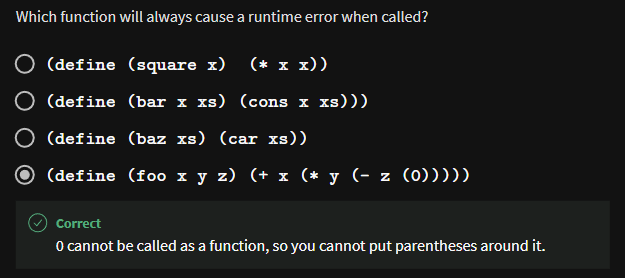 Which function will always cause a runtime error when called?
(define (square x)  (* x x))
(define (bar x xs) (cons x xs)))
(define (baz xs) (car xs))
(define (foo x y z) (+ x (* y (- z (0)))))
Correct
0 cannot be called as a function, so you cannot put parentheses around it.